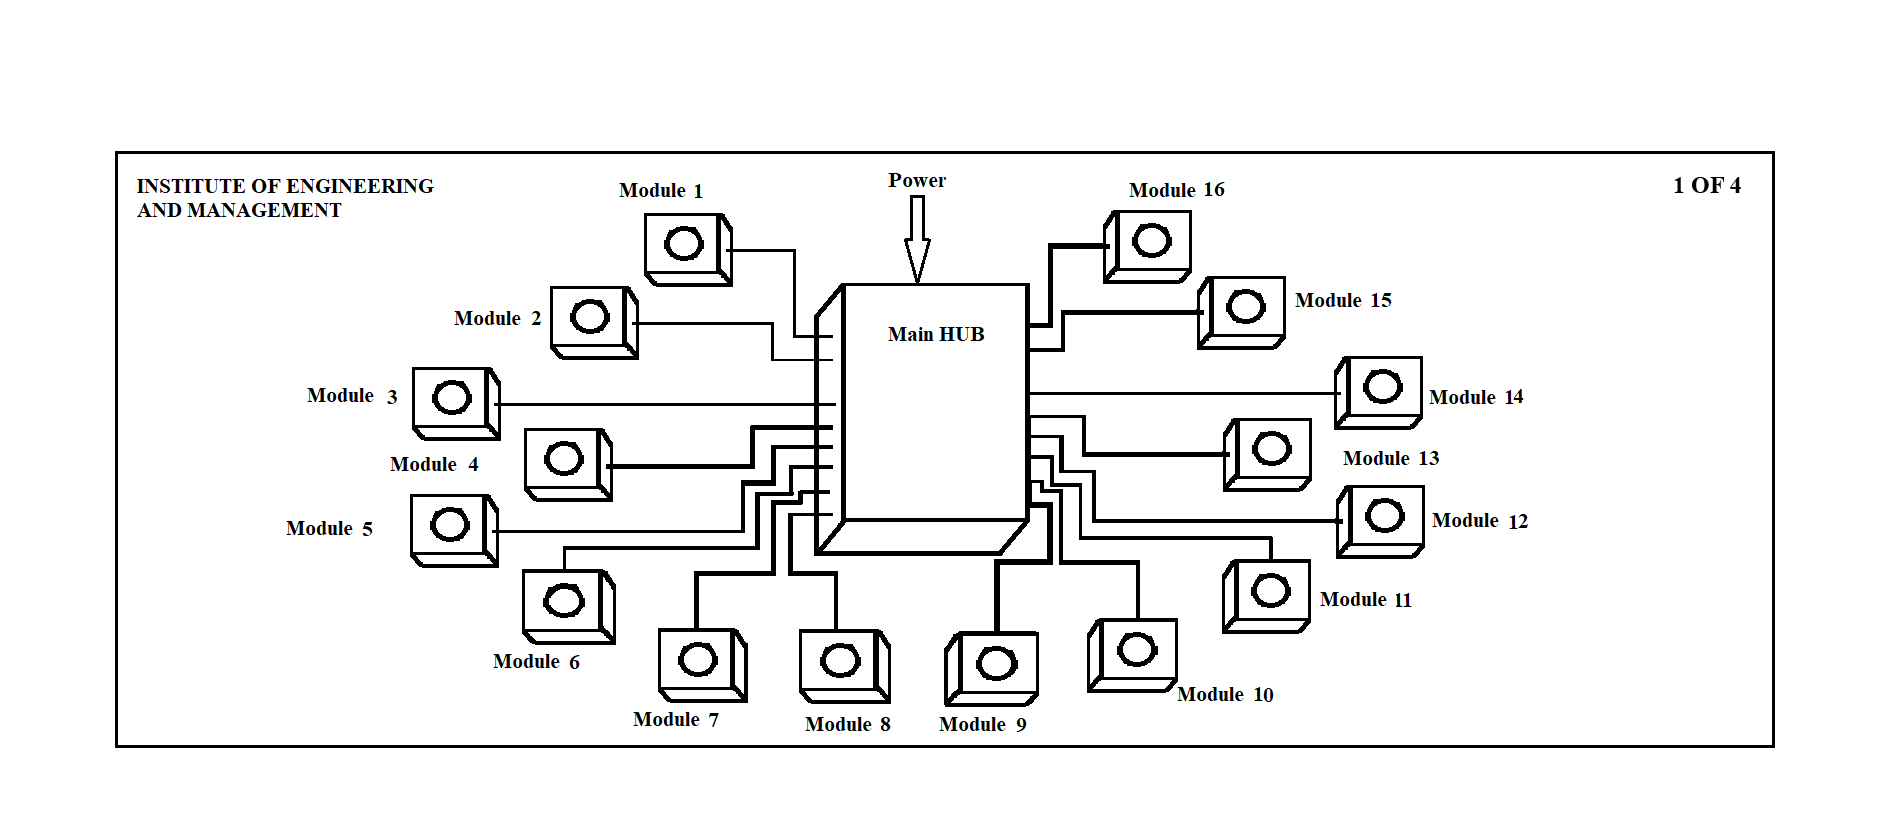 INSTITUTE OF ENGINEERING
AND MANAGEMENT
1 OF 4
Power
Main HUB
Module 1
Module 2
Module 3
Module 4
Module 5
Module 6
Module 7
Module 8
Module 9
Module 10
Module 11
Module 12
Module 13
Module 14
Module 15
Module 16